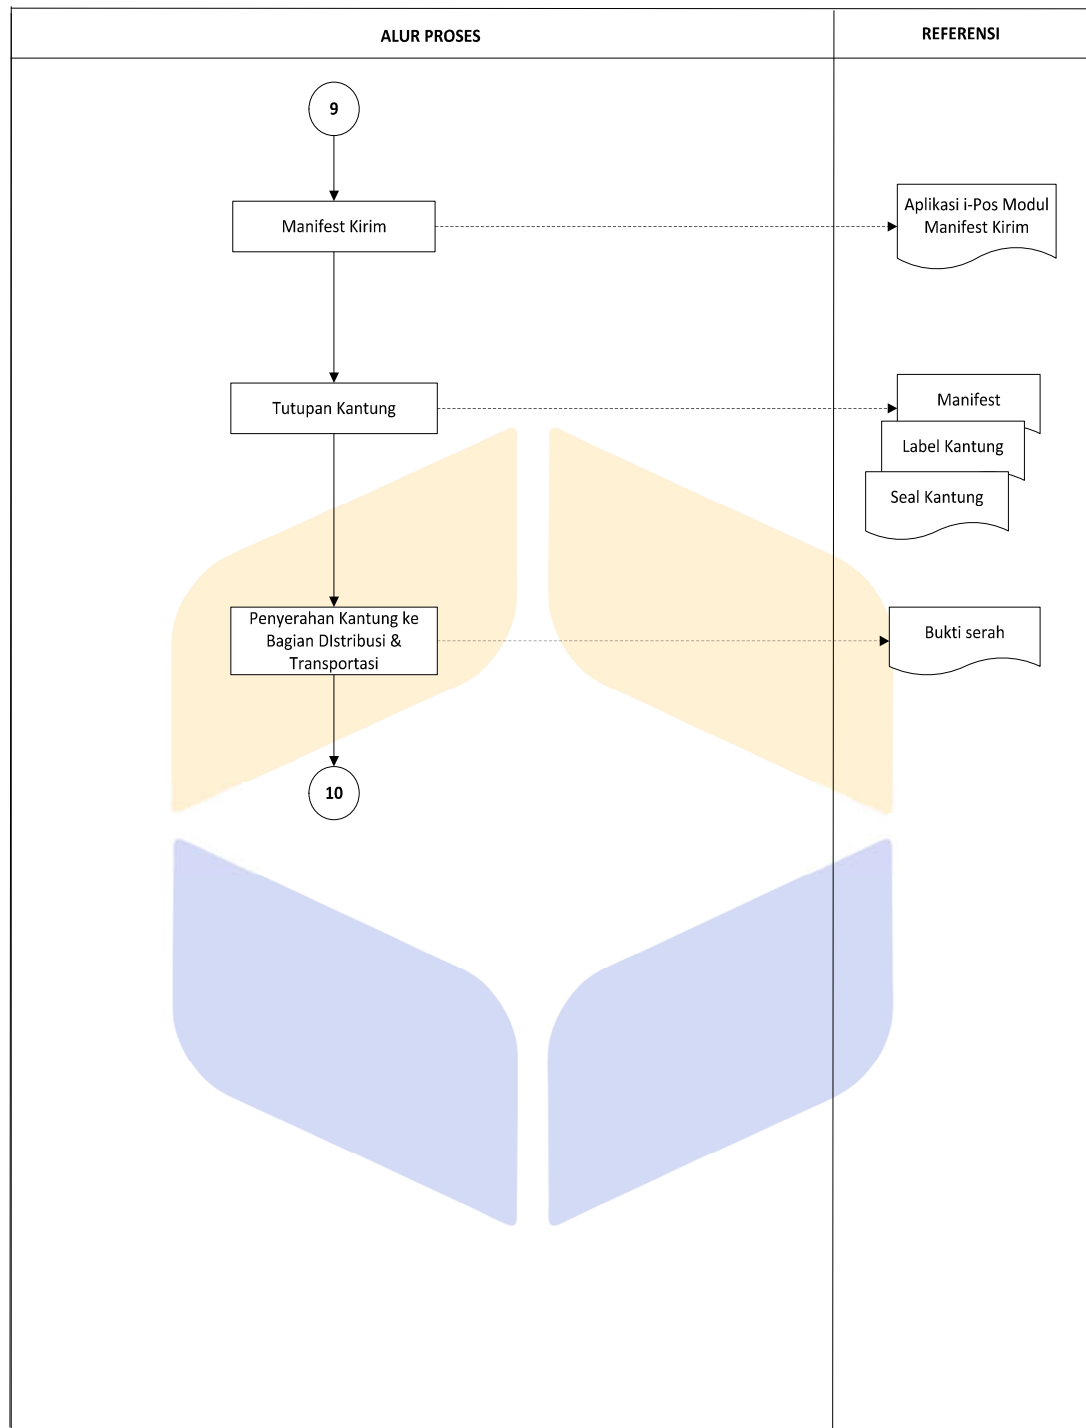 ALUR PROSES
REFERENSI
9
Manifest Kirim
Aplikasi i-Pos Modul
Manifest Kirim
Tutupan Kantung
Manifest
Label Kantung
Seal Kantung
Penyerahan Kantung ke
Bagian DIstribusi &
Transportasi
Bukti serah
10